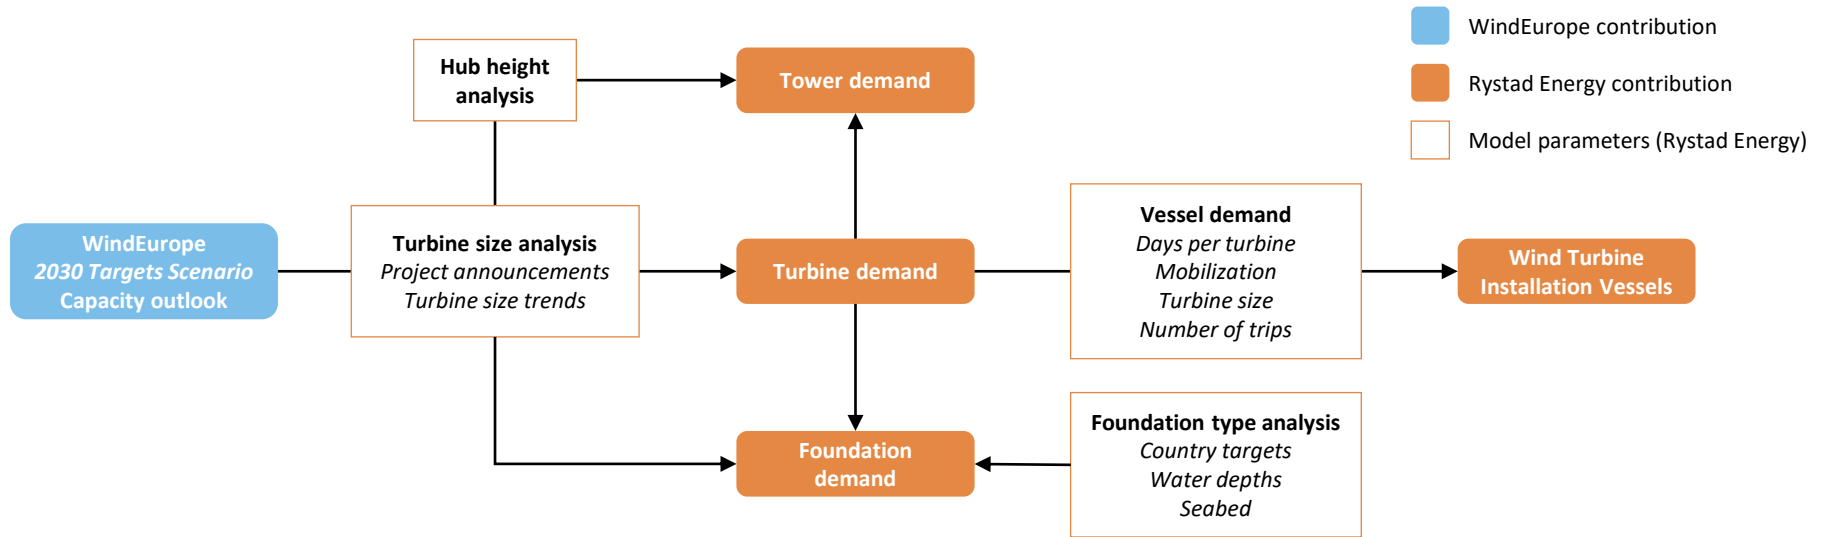 WindEurope contribution
Rystad Energy contribution
Model parameters (Rystad Energy)
Hub height
analysis
Tower demand
WindEurope
2030 Targets Scenario
Capacity outlook
Turbine size analysis
Project announcements
Turbine size trends
Turbine demand
Vessel demand
Days per turbine
Mobilization
Turbine size
Number of trips
Wind Turbine
Installation Vessels
Foundation
demand
Foundation type analysis
Country targets
Water depths
Seabed